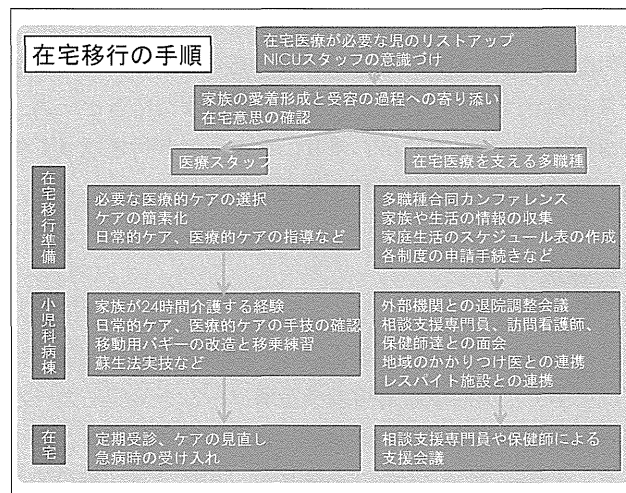 在宅移行の手順
在宅医療が必要な児のリストアップ
NICUスタッフの意識づけ
家族の愛着形成と受容の過程への寄り添い
在宅意思の確認
医療スタッフ
在宅医療を支える多職種
在宅移行準備
必要な医療的ケアの選択
ケアの簡素化
日常的ケア、医療的ケアの指導など
多職種合同カンファレンス
家族や生活の情報の収集
家庭生活のスケジュール表の作成
各制度の申請手続きなど
小児科病棟
家族が24時間介護する経験
日常的ケア、医療的ケアの手技の確認
移動用バギーの改造と移乗練習
蘇生法実技など
外部機関との退院調整会議
相談支援専門員、訪問看護師、
保健師達との面会
地域のかかりつけ医との連携
レスパイト施設との連携
在宅
定期受診、ケアの見直し
急病時の受け入れ
相談支援専門員や保健師による
支援会議